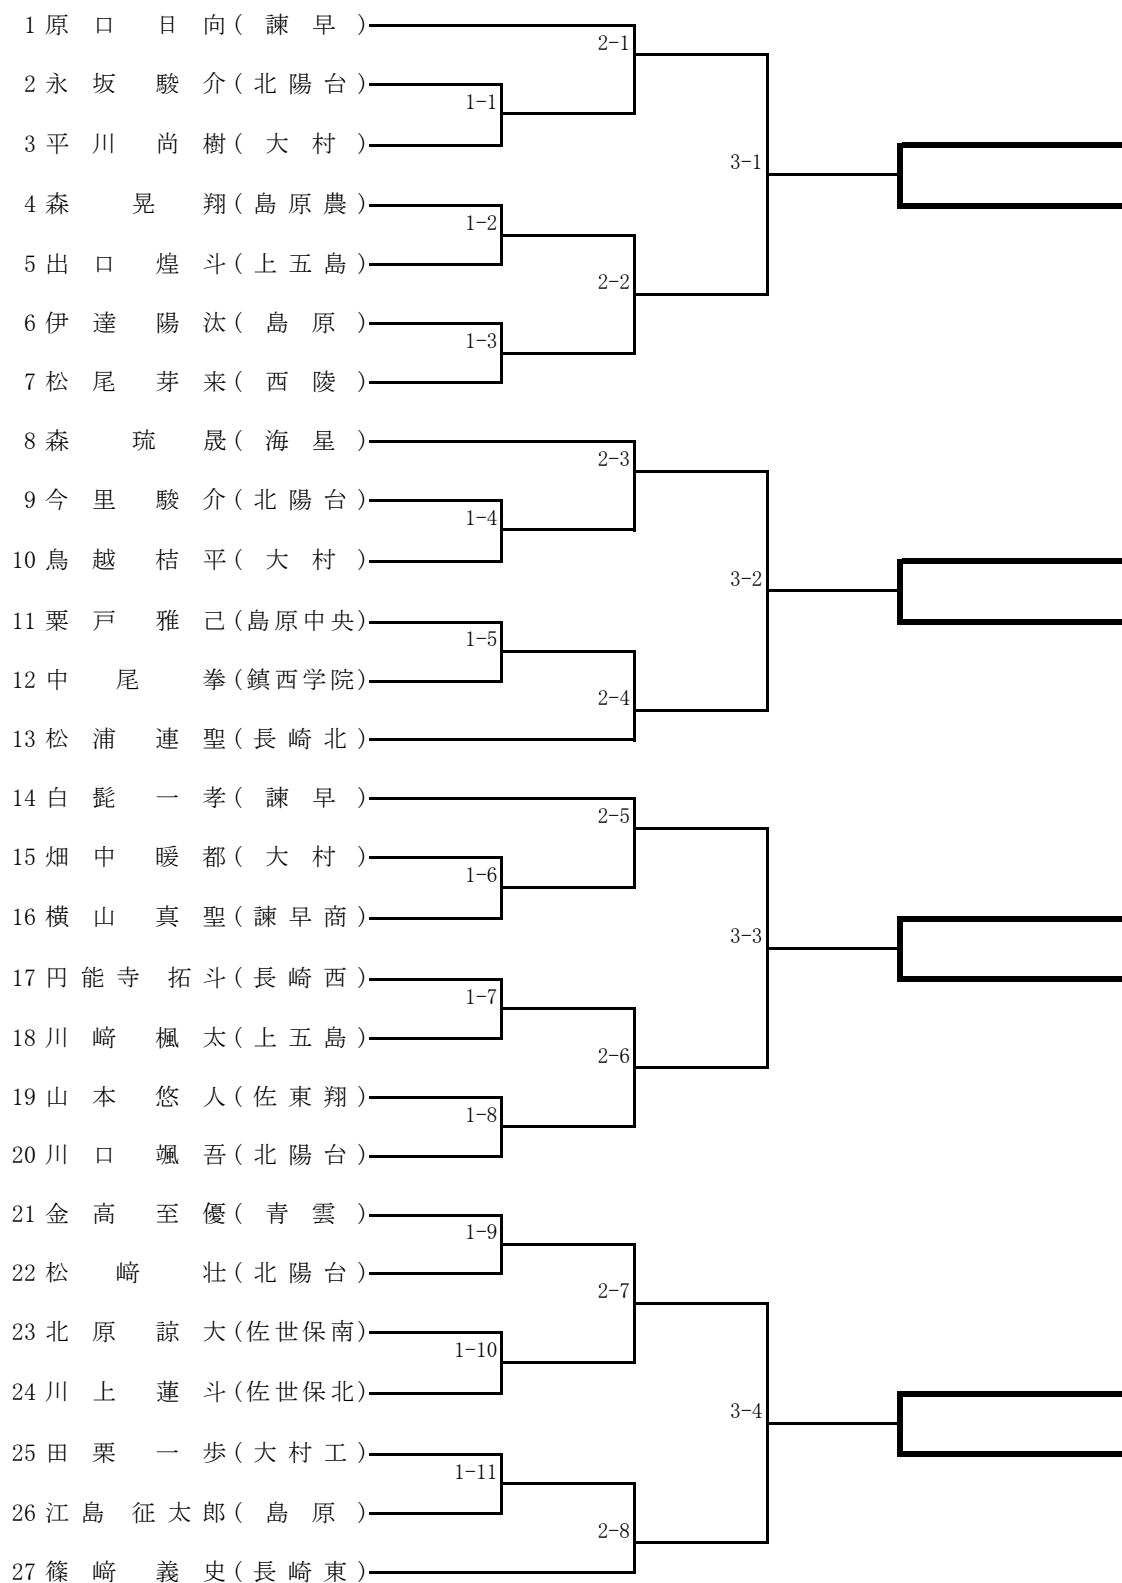 1 原口 日向(諫早)
2-1
2 永坂 駿介(北陽台)
1-1
3 平川 尚樹(大村)
3-1
4 森 晃翔(島原農)
1-2
5 出口 煌斗(上五島)
2-2
6 伊達 陽汰(島原)
1-3
7 松尾 芽来(西陵)
8 森 琉晟(海星)
2-3
9 今里 駿介(北陽台)
1-4
10 鳥越 桔平(大村)
3-2
11 粟戸 雅己(島原中央)
1-5
12 中尾 拳(鎮西学院)
2-4
13 松浦 連聖(長崎北)
14 白髭 一孝(諫早)
2-5
15 畑中 暖都(大村)
1-6
16 横山 真聖(諫早商)
3-3
17 円能寺 拓斗(長崎西)
1-7
18 川﨑 楓太(上五島)
2-6
19 山本 悠人(佐東翔)
1-8
20 川口 颯吾(北陽台)
21 金高 至優(青雲)
1-9
22 松﨑 壮(北陽台)
2-7
23 北原 諒大(佐世保南)
1-10
24 川上 蓮斗(佐世保北)
3-4
25 田栗 一歩(大村工)
1-11
26 江島 征太郎(島原)
2-8
27 篠﨑 義史(長崎東)